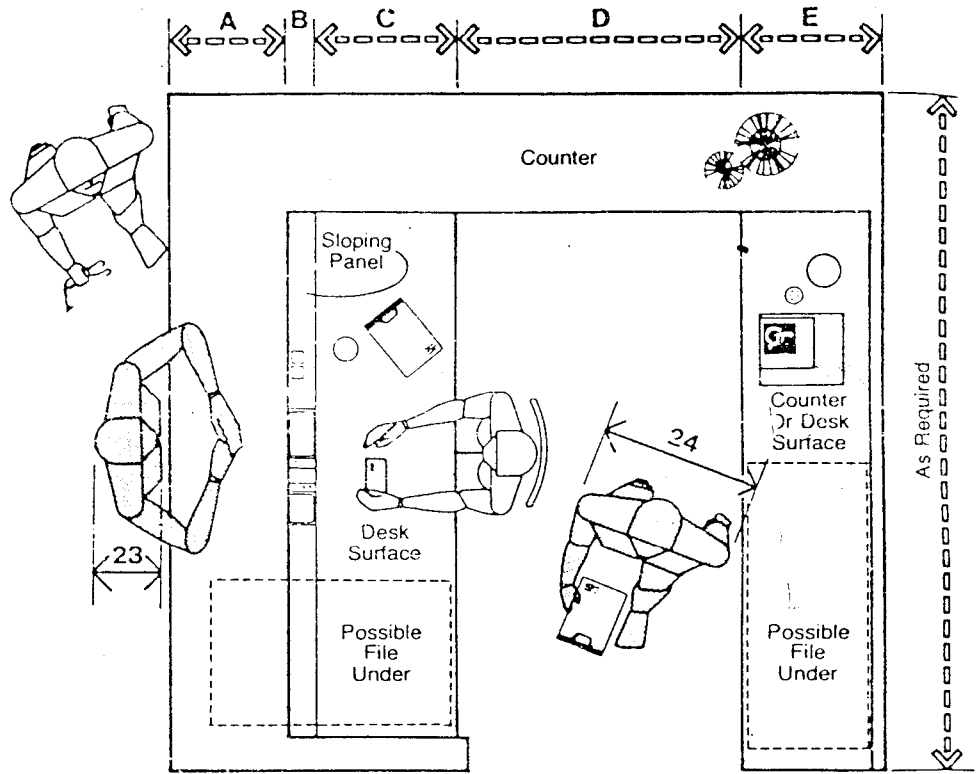 A
B
C
D
E
Counter
Sloping
Panel
Counter
Or Desk
Surface
As Required
24
23
Desk
Surface
Possible
File
Under
Possible
File
Under